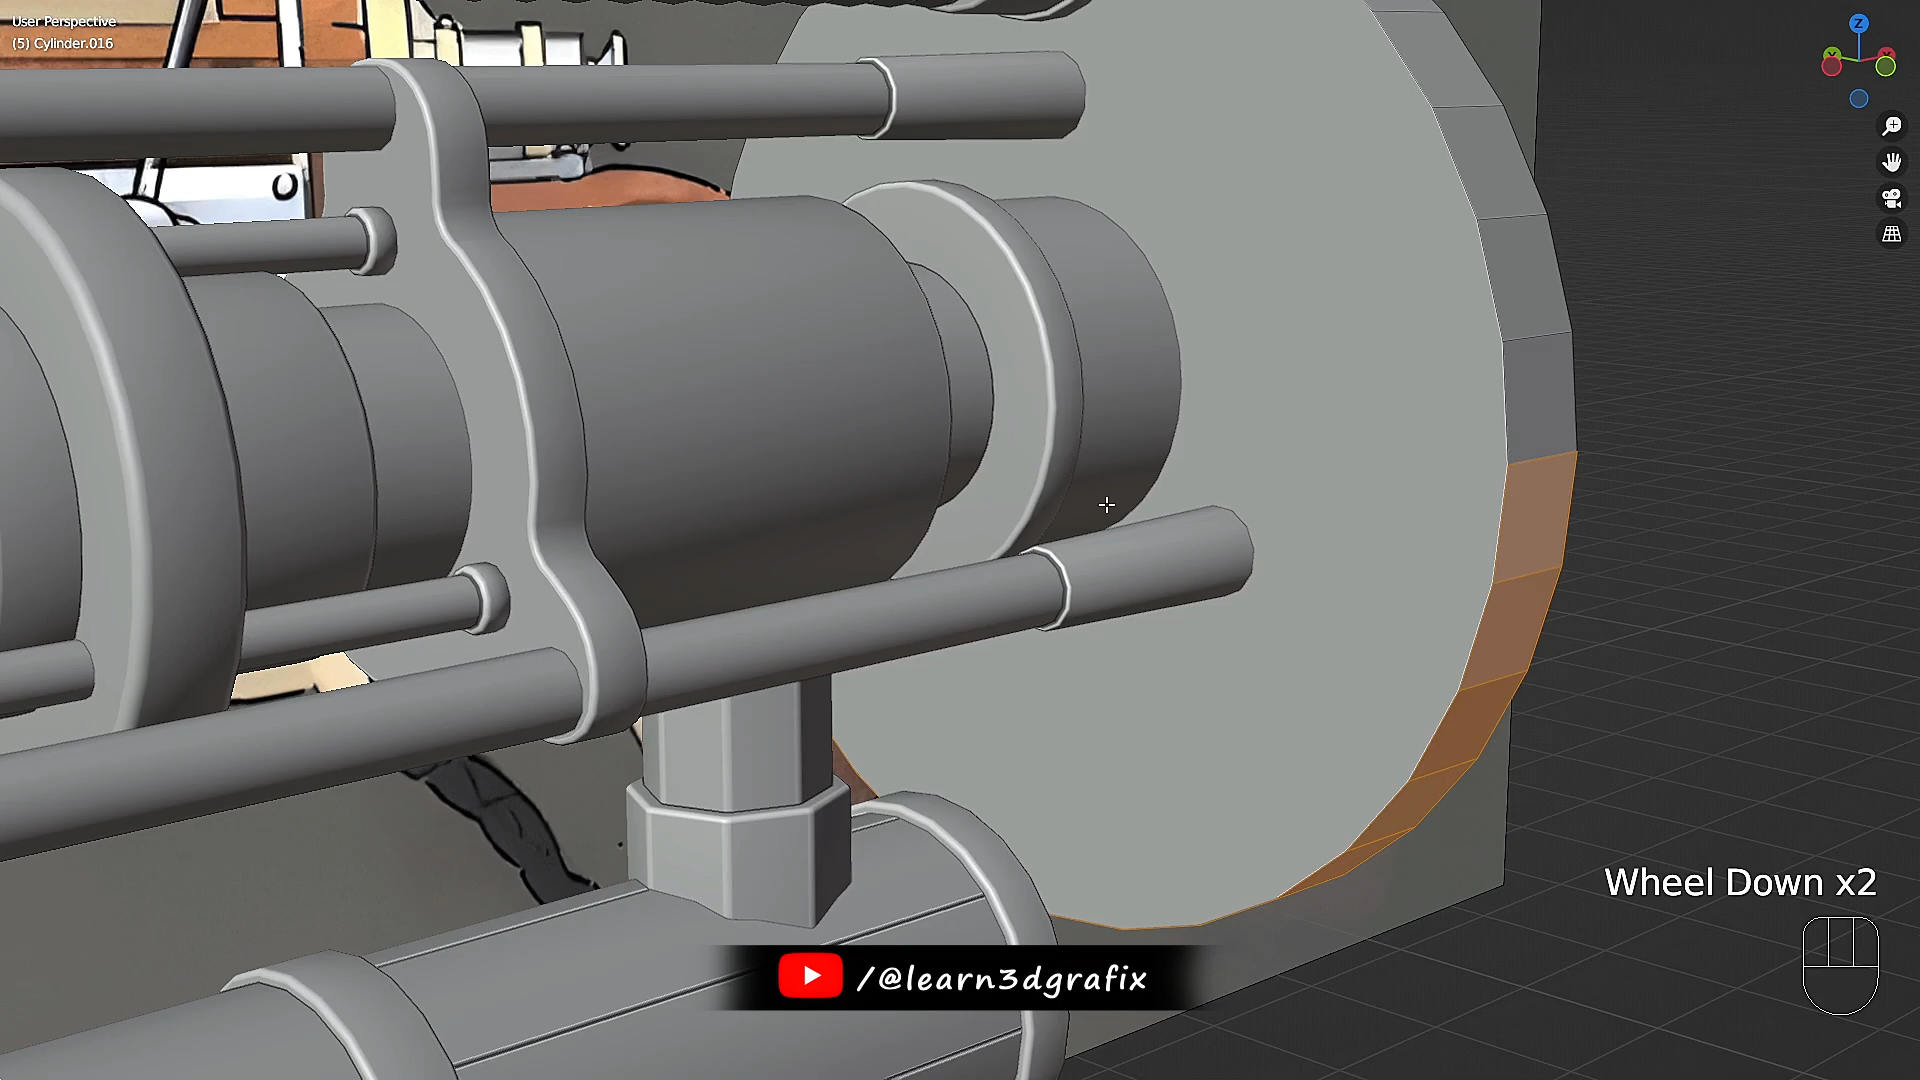 User Perspective
(5) Cylinder.016
Z
Wheel Down x2
/@learn3dgrafix